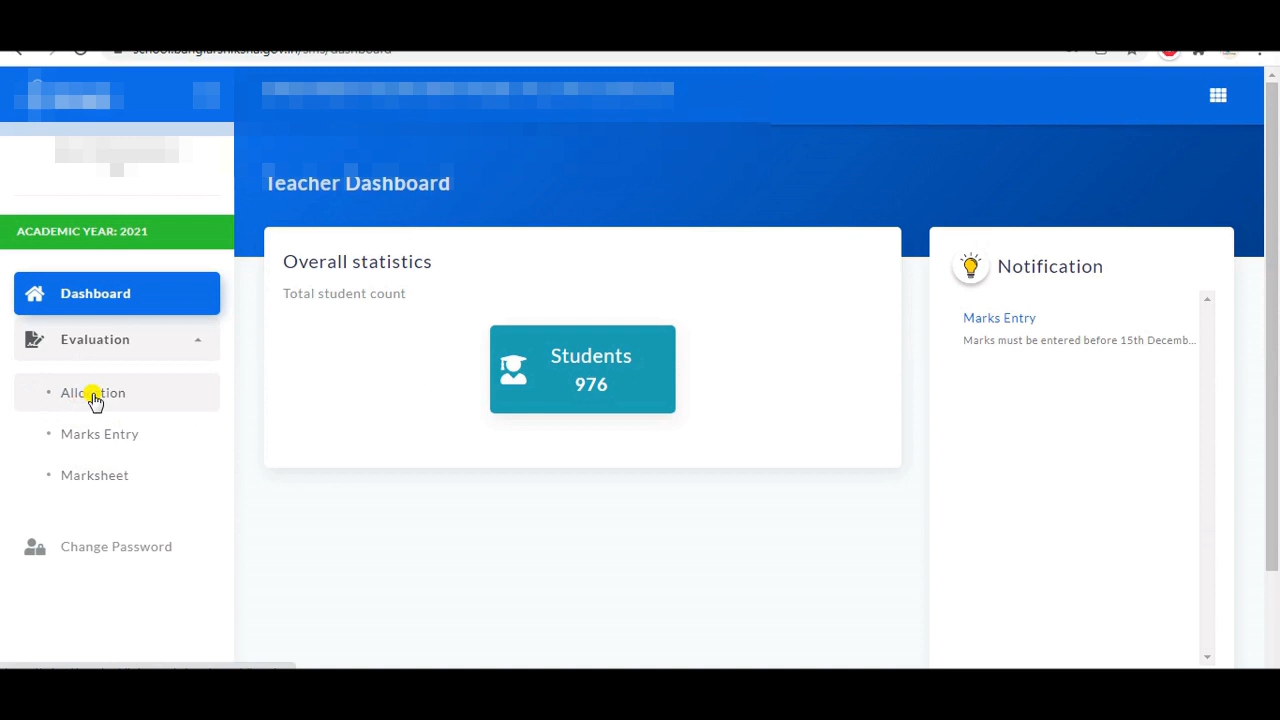 Teacher Dashboard
ACADEMIC YEAR: 2021
Dashboard
Evaluation
Marks Entry
Marksheet
Change Password
Overall statistics
Total student count
Students
976
Notification
Marks Entry
Marks must be entered before 15th Decemb...